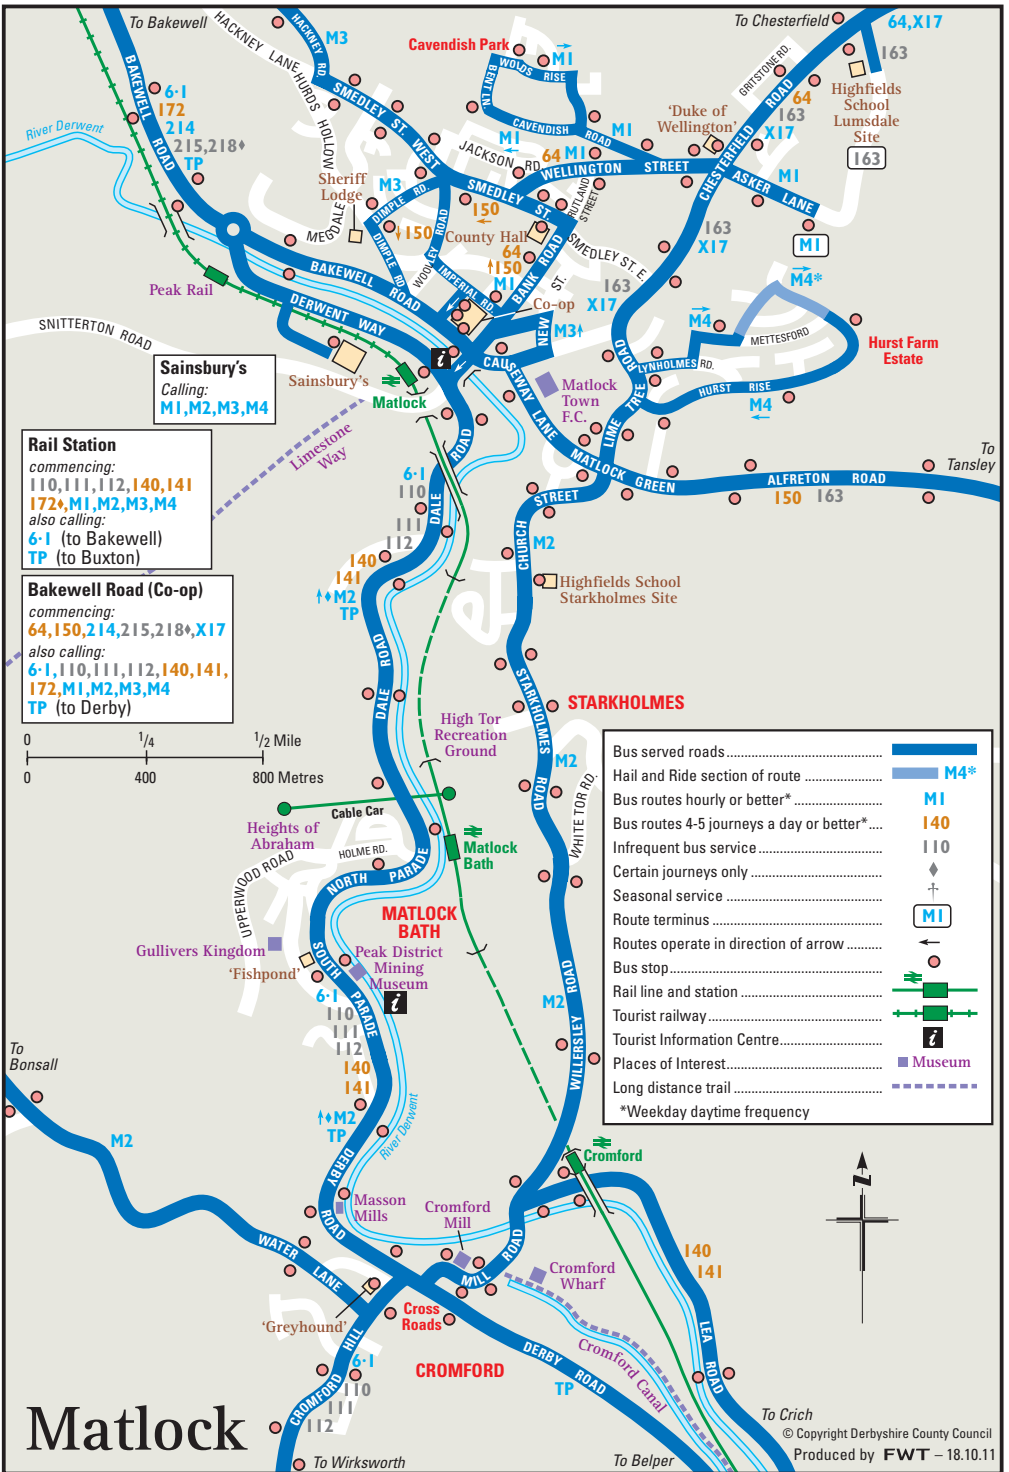 To Bakewell
HACKNEY LANE
HACKNEY RD.
M3
Cavendish Park
M1
To Chesterfield
64,X17
163
BAKEWELL ROAD
6·1
172
214
215,218♦
TP
River Derwent
HURDS HOLLOW
SMEDLEY ST. WEST
WOLDS RISE
BENT LN.
CAVENDISH ROAD
M1
M1
JACKSON RD.
64 M1
WELLINGTON STREET
'Duke of
Wellington'
GRITSTONE RD.
CHESTERFIELD ROAD
64
163
X17
Highfields
School
Lumsdale
Site
163
ASKER LANE
M1
M1
Sheriff
Lodge
MEGDALE
M3
DIMPLE RD.
DIMPLE RD
150
SMEDLEY ST.
150
RUTLAND STREET
County Hall
64
150
M1
WOOLLEY ROAD
IMPERIAL RD.
BANK ROAD
SMEDLEY ST. E.
ST.
163
X17
163
X17
Co-op
NEW
M3
M4*
M4
METTESFORD
LYNHOLMES RD.
Hurst Farm
Estate
HURST RISE
M4
Peak Rail
BAKEWELL ROAD
DERWENT WAY
SNITTERTON ROAD
Sainsbury's
Matlock
i
CAUSEWAY LANE
Matlock
Town
F.C.
LIME TREE ROAD
MATLOCK GREEN
ALFRETON ROAD
150 163
To
Tansley
Sainsbury's
Calling:
M1,M2,M3,M4
Limestone
Way
Rail Station
commencing:
110,111,112,140,141
172♦,M1,M2,M3,M4
also calling:
6·1 (to Bakewell)
TP (to Buxton)
Bakewell Road (Co-op)
commencing:
64,150,214,215,218♦,X17
also calling:
6·1,110,111,112,140,141,
172,M1,M2,M3,M4
TP (to Derby)
6·1
110
111
112
140
141
♦M2
TP
DALE ROAD
DALE ROAD
CHURCH STREET
M2
Highfields School
Starkholmes Site
STARKHOLMES
STARKHOLMES ROAD
M2
WHITE TOR RD.
High Tor
Recreation
Ground
0 1/4 1/2 Mile
0 400 800 Metres
Cable Car
Heights of
Abraham
Matlock
Bath
UPPERWOOD ROAD
HOLME RD.
NORTH PARADE
MATLOCK
BATH
Gullivers Kingdom
'Fishpond'
SOUTH PARADE
Peak District
Mining
Museum
i
6·1
110
111
112
140
141
♦M2
TP
M2
WILLERSLEY ROAD
Bus served roads
Hail and Ride section of route M4*
Bus routes hourly or better* M1
Bus routes 4-5 journeys a day or better* 140
Infrequent bus service 110
Certain journeys only ♦
Seasonal service †
Route terminus M1
Routes operate in direction of arrow
Bus stop
Rail line and station
Tourist railway
Tourist Information Centre i
Places of Interest Museum
Long distance trail
*Weekday daytime frequency
To
Bonsall
M2
River Derwent
DERBY ROAD
Masson
Mills
Cromford
Mill
Cromford
N
WATER LANE
MILL ROAD
Cromford
Wharf
140
141
'Greyhound'
Cross
Roads
CROMFORD
CROMFORD HILL
6·1
110
111
112
DERBY ROAD
TP
Cromford Canal
LEA ROAD
Matlock
To Wirksworth
To Belper
To Crich
© Copyright Derbyshire County Council
Produced by FWT – 18.10.11